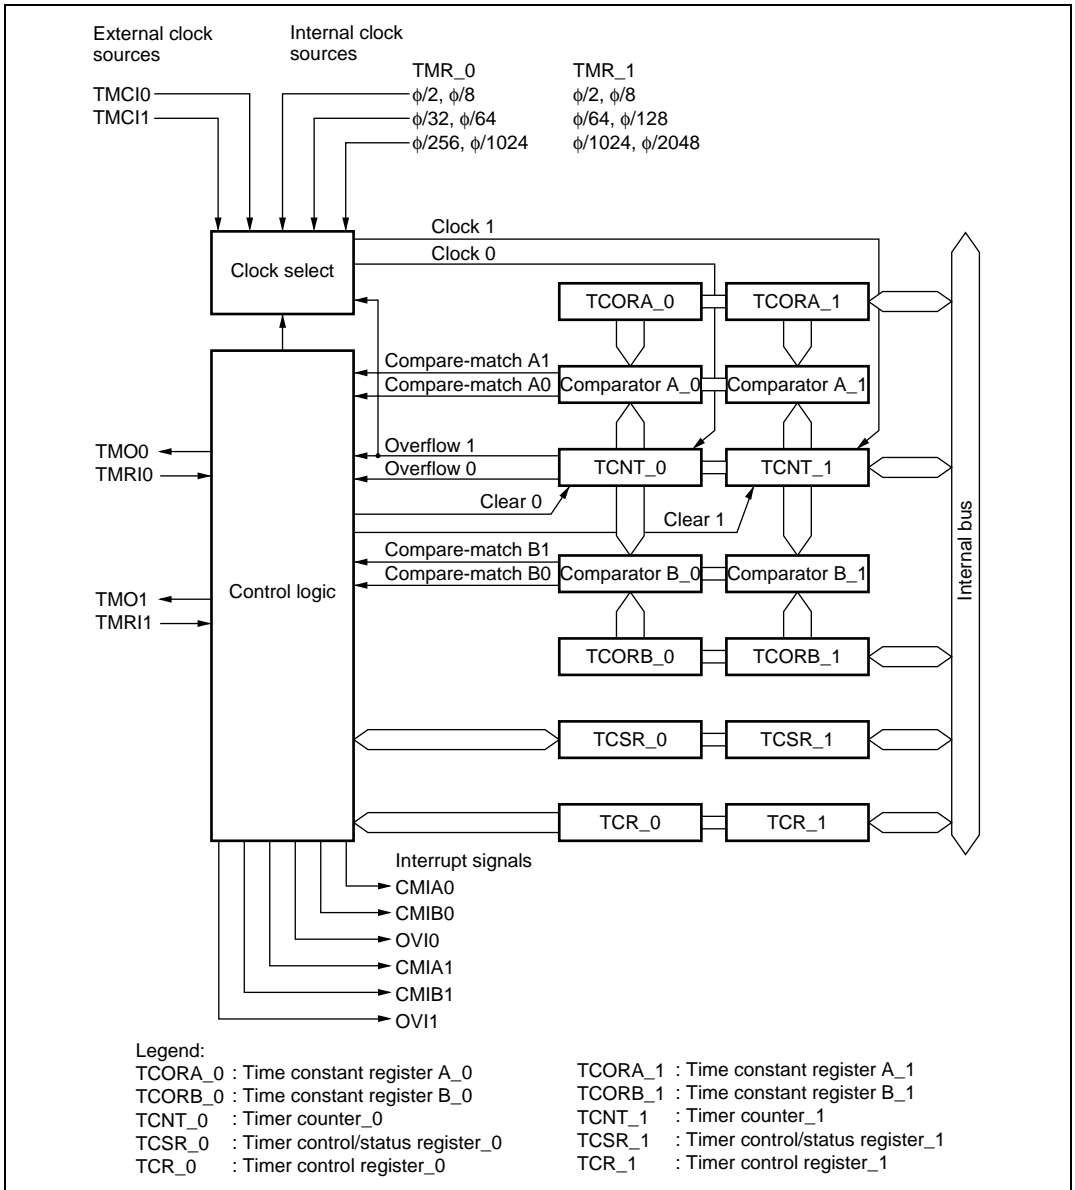 External clock
sources
Internal clock
sources
TMR_0
TMR_1
TMCI0
ϕ/2, ϕ/8
ϕ/2, ϕ/8
TMCI1
ϕ/32, ϕ/64
ϕ/64, ϕ/128
ϕ/256, ϕ/1024
ϕ/1024, ϕ/2048
Clock 1
Clock 0
Clock select
TCORA_0
TCORA_1
Compare-match A1
Compare-match A0
Comparator A_0
Comparator A_1
TMO0
TMRI0
Overflow 1
Overflow 0
TCNT_0
TCNT_1
Clear 0
Clear 1
Internal bus
Compare-match B1
Compare-match B0
Comparator B_0
Comparator B_1
Control logic
TMO1
TMRI1
TCORB_0
TCORB_1
TCSR_0
TCSR_1
TCR_0
TCR_1
Interrupt signals
CMIA0
CMIB0
OVI0
CMIA1
CMIB1
OVI1
Legend:
TCORA_0 : Time constant register A_0
TCORB_0 : Time constant register B_0
TCNT_0 : Timer counter_0
TCSR_0 : Timer control/status register_0
TCR_0 : Timer control register_0
TCORA_1 : Time constant register A_1
TCORB_1 : Time constant register B_1
TCNT_1 : Timer counter_1
TCSR_1 : Timer control/status register_1
TCR_1 : Timer control register_1